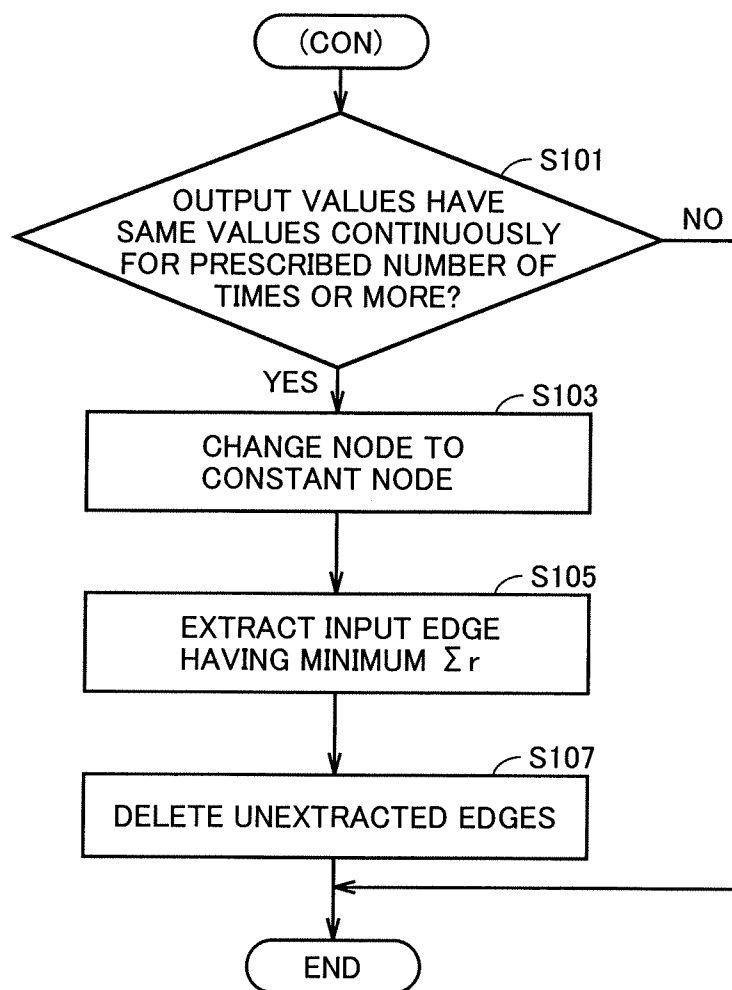 (CON)
S101
OUTPUT VALUES HAVE
SAME VALUES CONTINUOUSLY
FOR PRESCRIBED NUMBER OF
TIMES OR MORE?
NO
YES
S103
CHANGE NODE TO
CONSTANT NODE
S105
EXTRACT INPUT EDGE
HAVING MINIMUM Σr
S107
DELETE UNEXTRACTED EDGES
END